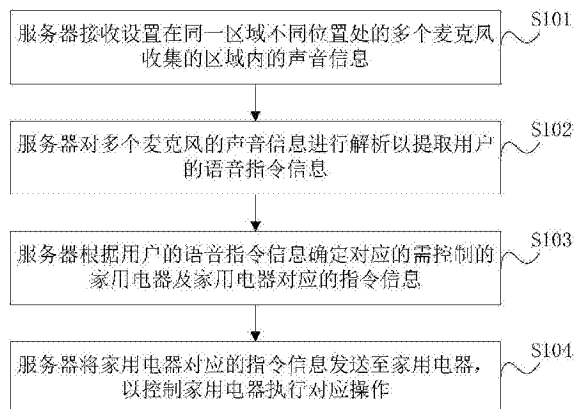 S101
服务器接收设置在同一区域不同位置处的多个麦克风
收集的区域内的声音信息
S102
服务器对多个麦克风的声音信息进行解析以提取用户
的语音指令信息
S103
服务器根据用户的语音指令信息确定对应的需控制的
家用电器及家用电器对应的指令信息
S104
服务器将家用电器对应的指令信息发送至家用电器，
以控制家用电器执行对应操作